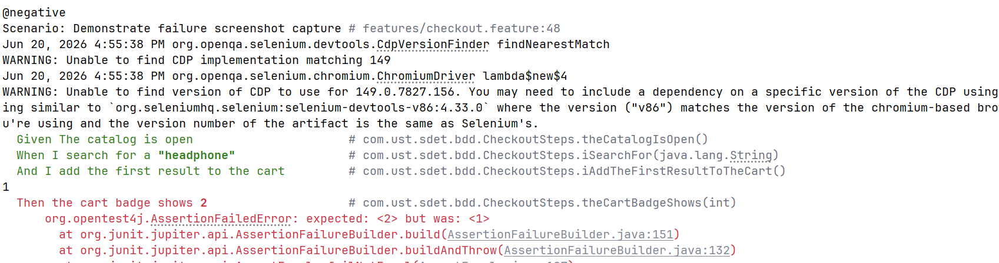 @negative
Scenario: Demonstrate failure screenshot capture # features/checkout.feature:48
Jun 20, 2026 4:55:38 PM org.openqa.selenium.devtools.CdpVersionFinder findNearestMatch
WARNING: Unable to find CDP implementation matching 149
Jun 20, 2026 4:55:38 PM org.openqa.selenium.chromium.ChromiumDriver lambda$new$4
WARNING: Unable to find version of CDP to use for 149.0.7827.156. You may need to include a dependency on a specific version of the CDP using
ing similar to `org.seleniumhq.selenium:selenium-devtools-v86:4.33.0` where the version ("v86") matches the version of the chromium-based bro
u're using and the version number of the artifact is the same as Selenium's.
Given The catalog is open # com.ust.sdet.bdd.CheckoutSteps.theCatalogIsOpen()
When I search for a "headphone" # com.ust.sdet.bdd.CheckoutSteps.iSearchFor(java.lang.String)
And I add the first result to the cart # com.ust.sdet.bdd.CheckoutSteps.iAddTheFirstResultToTheCart()
1
Then the cart badge shows 2 # com.ust.sdet.bdd.CheckoutSteps.theCartBadgeShows(int)
org.opentest4j.AssertionFailedError: expected: <2> but was: <1>
at org.junit.jupiter.api.AssertionFailureBuilder.build(AssertionFailureBuilder.java:151)
at org.junit.jupiter.api.AssertionFailureBuilder.buildAndThrow(AssertionFailureBuilder.java:132)